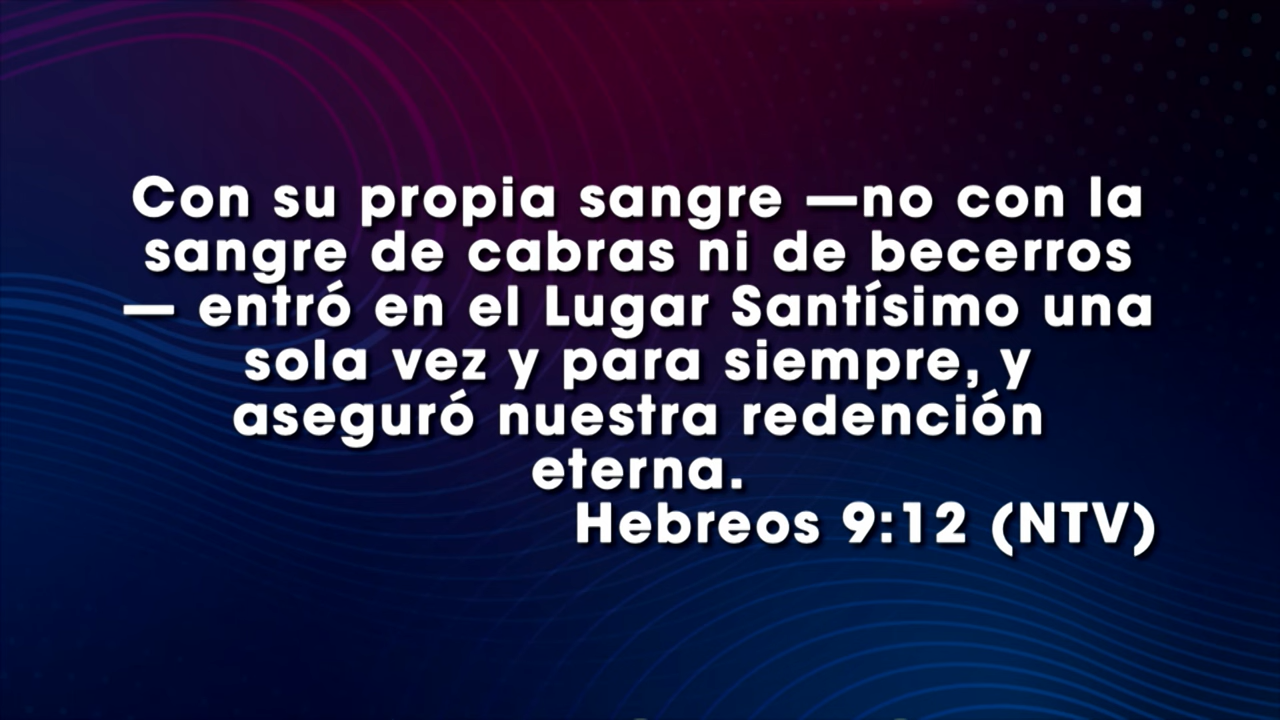 Con su propia sangre —no con la
sangre de cabras ni de becerros
— entró en el Lugar Santísimo una
sola vez y para siempre, y
aseguró nuestra redención
eterna.
Hebreos 9:12 (NTV)